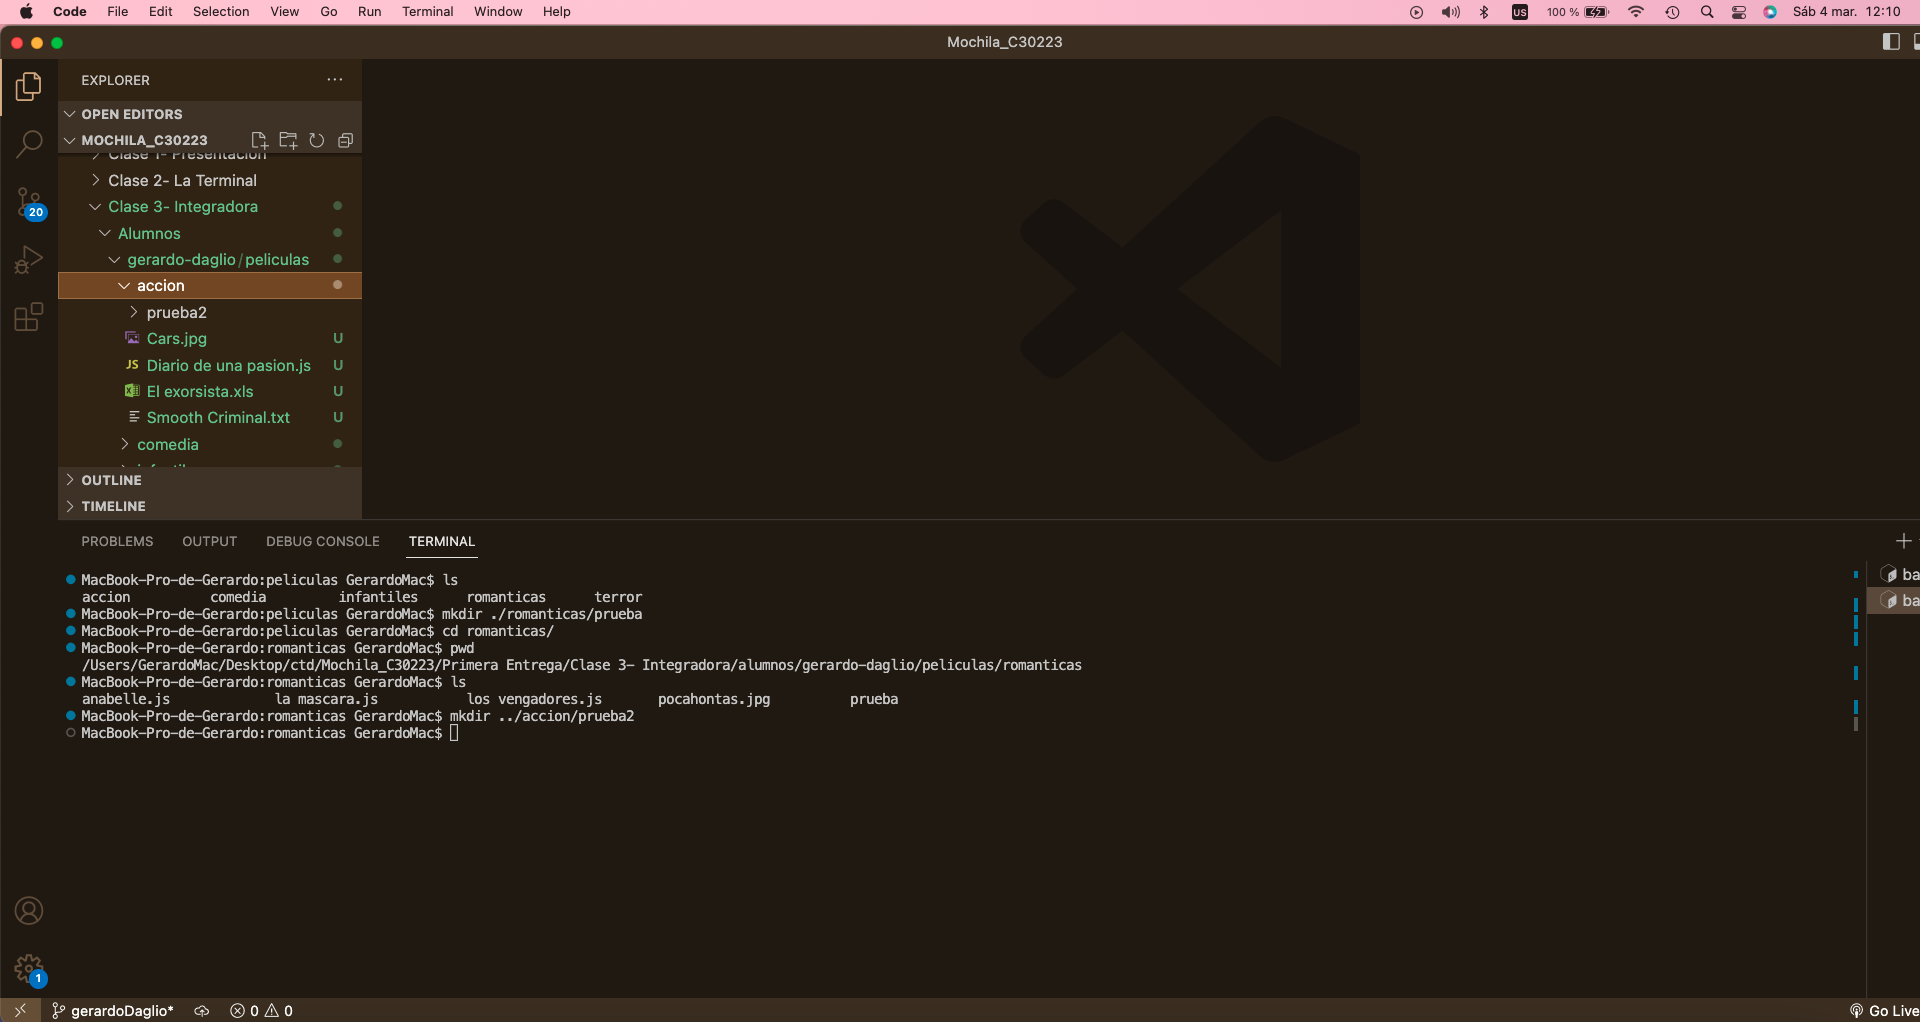 Code File Edit Selection View Go Run Terminal Window Help US 100 % Sáb 4 mar. 12:10
Mochila_C30223
EXPLORER
OPEN EDITORS
MOCHILA_C30223
Clase 1- Presentacion
Clase 2- La Terminal
Clase 3- Integradora
20
Alumnos
gerardo-daglio/peliculas
accion
prueba2
Cars.jpg U
JS Diario de una pasion.js U
El exorsista.xls U
Smooth Criminal.txt U
comedia
OUTLINE
TIMELINE
PROBLEMS OUTPUT DEBUG CONSOLE TERMINAL
MacBook-Pro-de-Gerardo:peliculas GerardoMac$ ls
accion comedia infantiles romanticas terror
MacBook-Pro-de-Gerardo:peliculas GerardoMac$ mkdir ./romanticas/prueba
MacBook-Pro-de-Gerardo:peliculas GerardoMac$ cd romanticas/
MacBook-Pro-de-Gerardo:romanticas GerardoMac$ pwd
/Users/GerardoMac/Desktop/ctd/Mochila_C30223/Primera Entrega/Clase 3- Integradora/alumnos/gerardo-daglio/peliculas/romanticas
MacBook-Pro-de-Gerardo:romanticas GerardoMac$ ls
anabelle.js la mascara.js los vengadores.js pocahontas.jpg prueba
MacBook-Pro-de-Gerardo:romanticas GerardoMac$ mkdir ../accion/prueba2
MacBook-Pro-de-Gerardo:romanticas GerardoMac$
ba
ba
1
gerardoDaglio* 0 0 Go Live